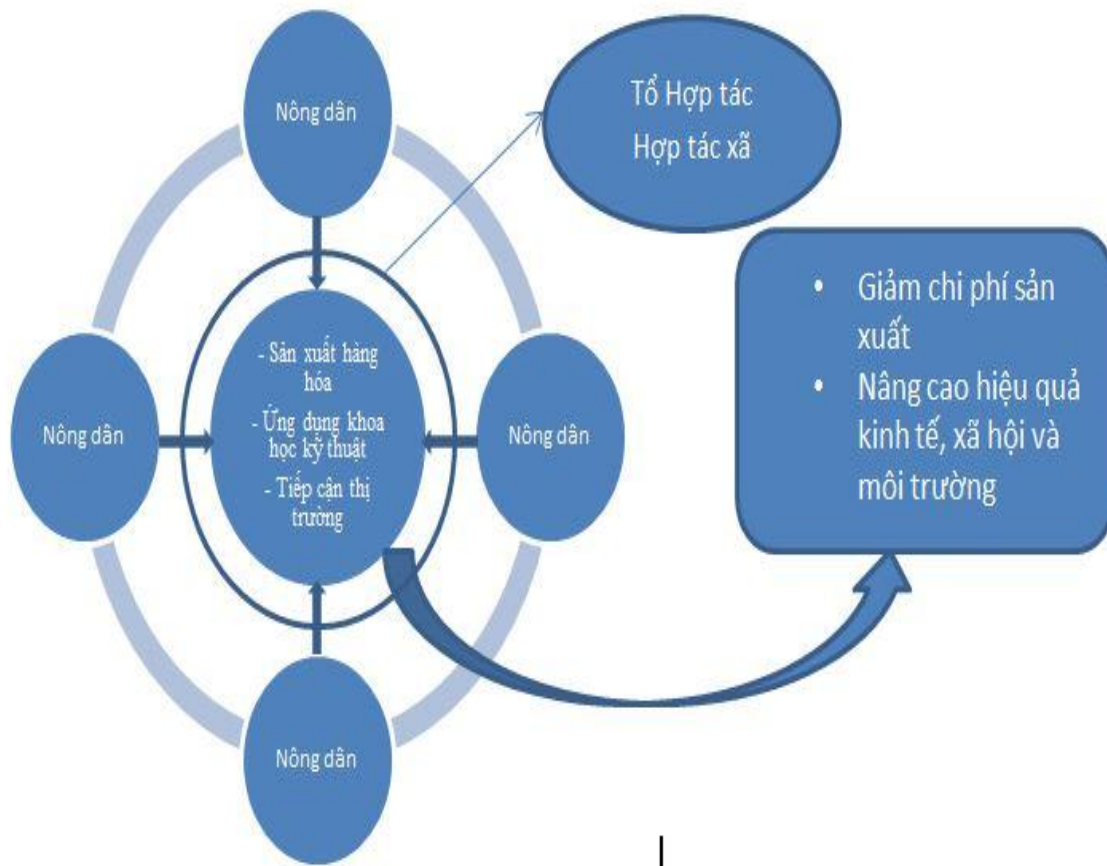 Nông dân
Tổ Hợp tác
Hợp tác xã
- Sản xuất hàng
hóa
- Ứng dụng khoa
học kỹ thuật
- Tiếp cận thị
trường
Nông dân
Nông dân
Nông dân
• Giảm chi phí sản
xuất
• Nâng cao hiệu quả
kinh tế, xã hội và
môi trường